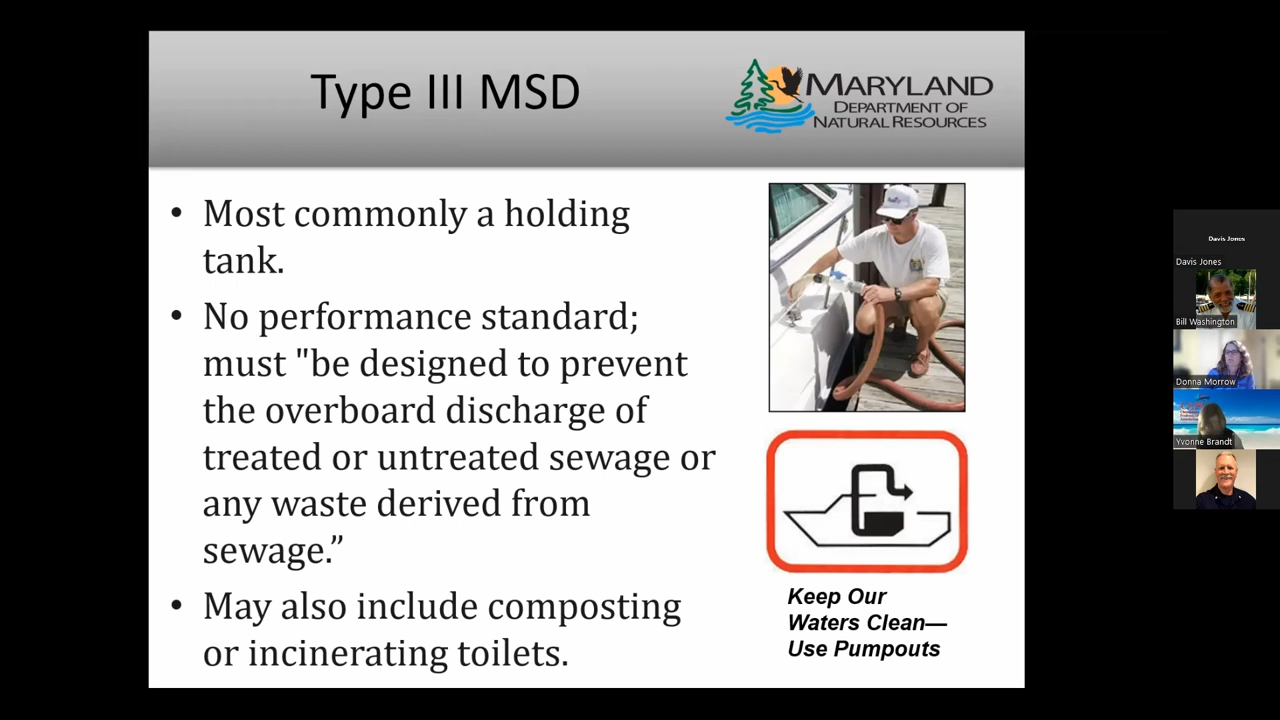 Type III MSD
MARYLAND
DEPARTMENT OF
NATURAL RESOURCES
• Most commonly a holding
tank.
• No performance standard;
must "be designed to prevent
the overboard discharge of
treated or untreated sewage or
any waste derived from
sewage.”
• May also include composting
or incinerating toilets.
Keep Our
Waters Clean—
Use Pumpouts
Davis Jones
Davis Jones
Bill Washington
Donna Morrow
Yvonne Brandt